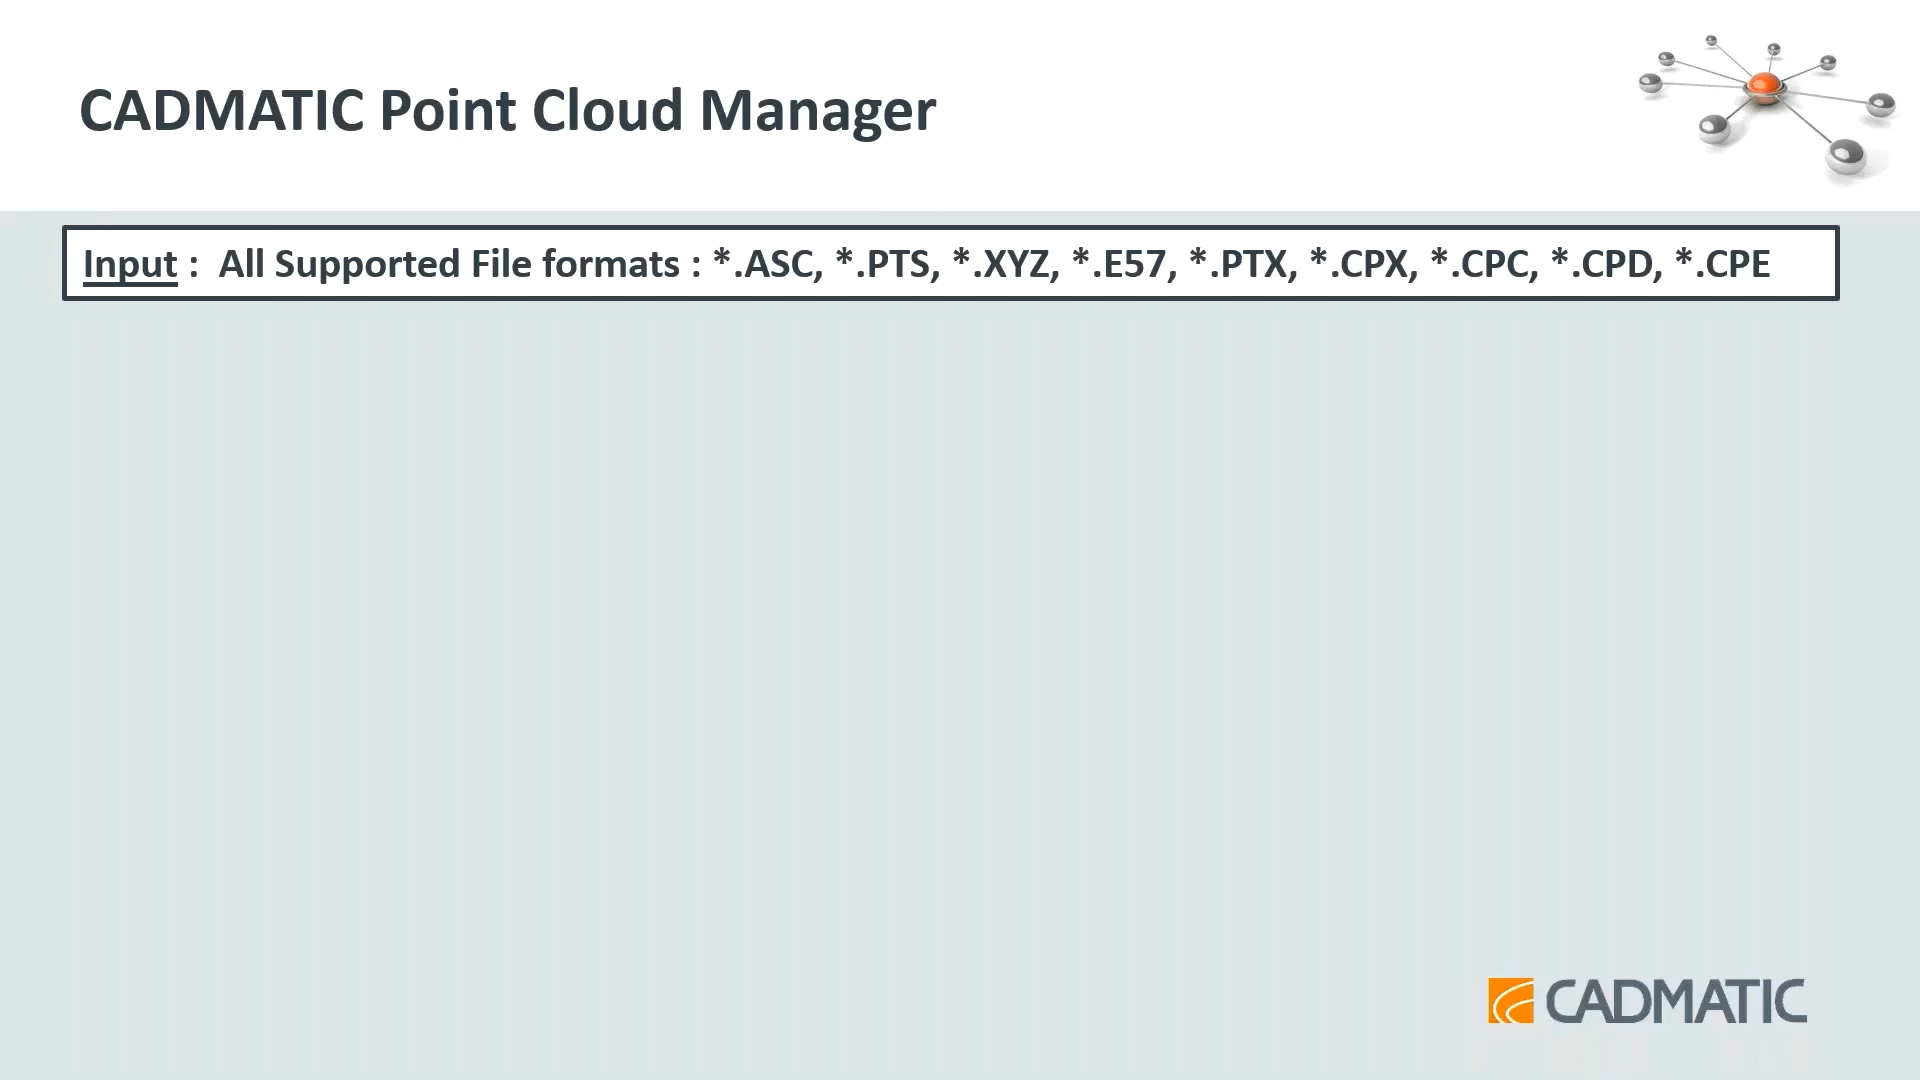 CADMATIC Point Cloud Manager
Input :  All Supported File formats : *.ASC, *.PTS, *.XYZ, *.E57, *.PTX, *.CPX, *.CPC, *.CPD, *.CPE
CADMATIC